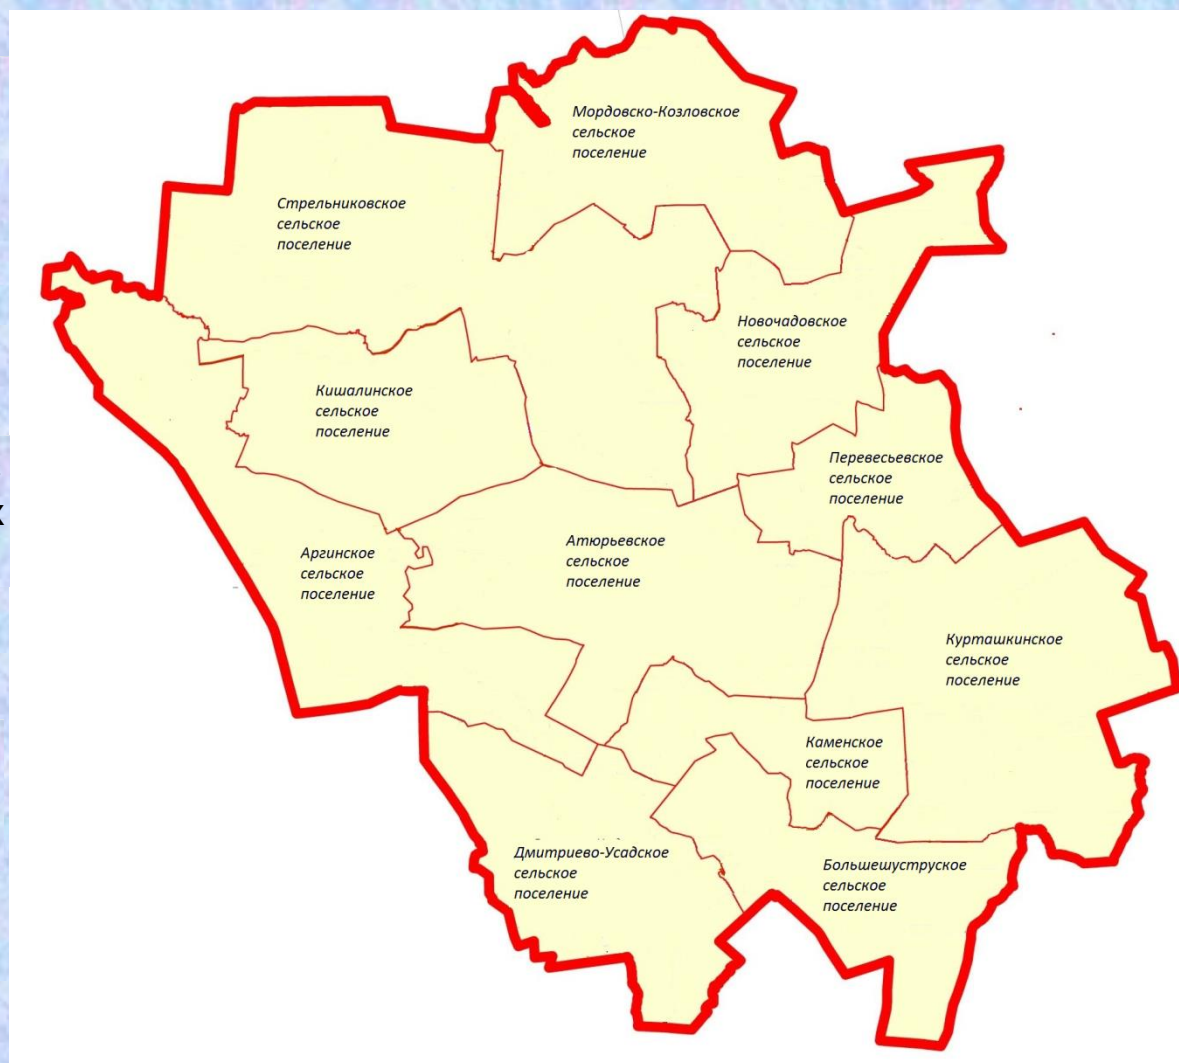 Мордовско-Козловское
сельское
поселение
Стрельниковское
сельское
поселение
Новочадовское
сельское
поселение
Кишалинское
сельское
поселение
Перевесьевское
сельское
поселение
х
Аргинское
сельское
поселение
Атюрьевское
сельское
поселение
Курташкинское
сельское
поселение
Каменское
сельское
поселение
Дмитриево-Усадское
сельское
поселение
Большешуструское
сельское
поселение